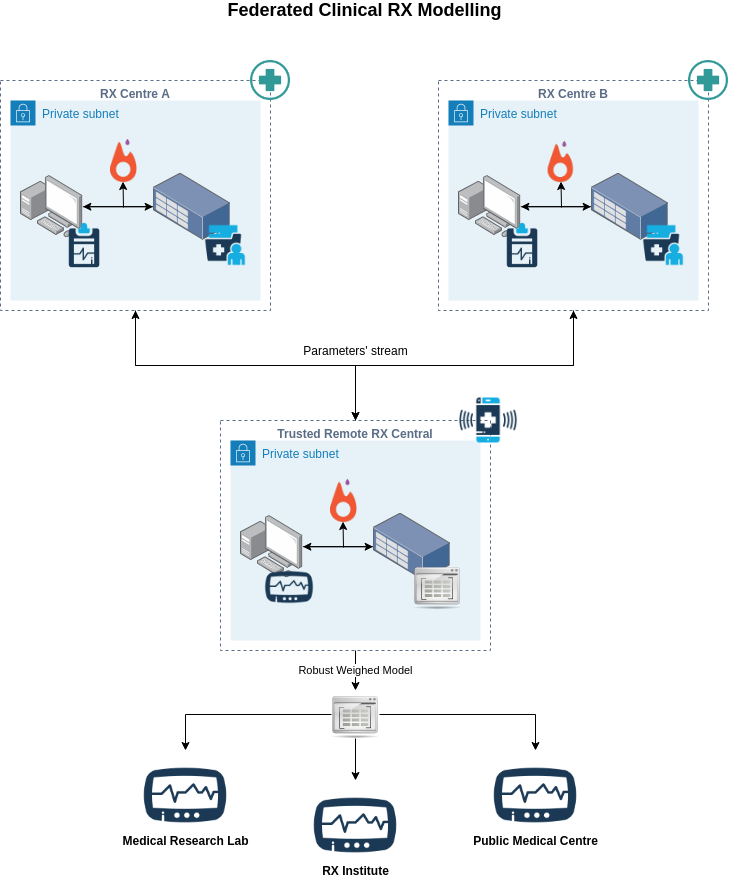 Federated Clinical RX Modelling
RX Centre A
RX Centre B
Private subnet
Private subnet
Parameters' stream
Trusted Remote RX Central
Private subnet
Robust Weighed Model
Medical Research Lab
Public Medical Centre
RX Institute